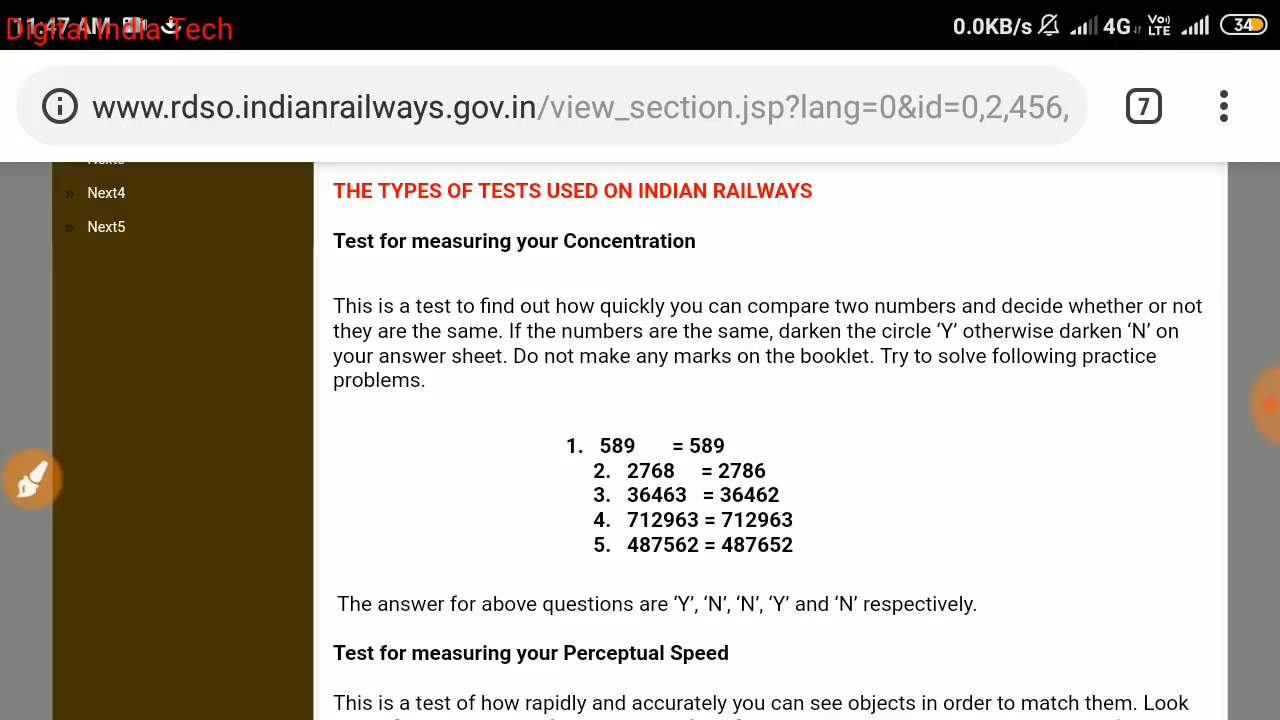 11:47 AM
Digital India Tech
0.0KB/s 4G Vo) LTE 34
www.rdso.indianrailways.gov.in/view_section.jsp?lang=0&id=0,2,456,
7
» Next4
» Next5
THE TYPES OF TESTS USED ON INDIAN RAILWAYS
Test for measuring your Concentration
This is a test to find out how quickly you can compare two numbers and decide whether or not
they are the same. If the numbers are the same, darken the circle ‘Y’ otherwise darken ‘N’ on
your answer sheet. Do not make any marks on the booklet. Try to solve following practice
problems.
1. 589 = 589
2. 2768 = 2786
3. 36463 = 36462
4. 712963 = 712963
5. 487562 = 487652
The answer for above questions are ‘Y’, ‘N’, ‘N’, ‘Y’ and ‘N’ respectively.
Test for measuring your Perceptual Speed
This is a test of how rapidly and accurately you can see objects in order to match them. Look